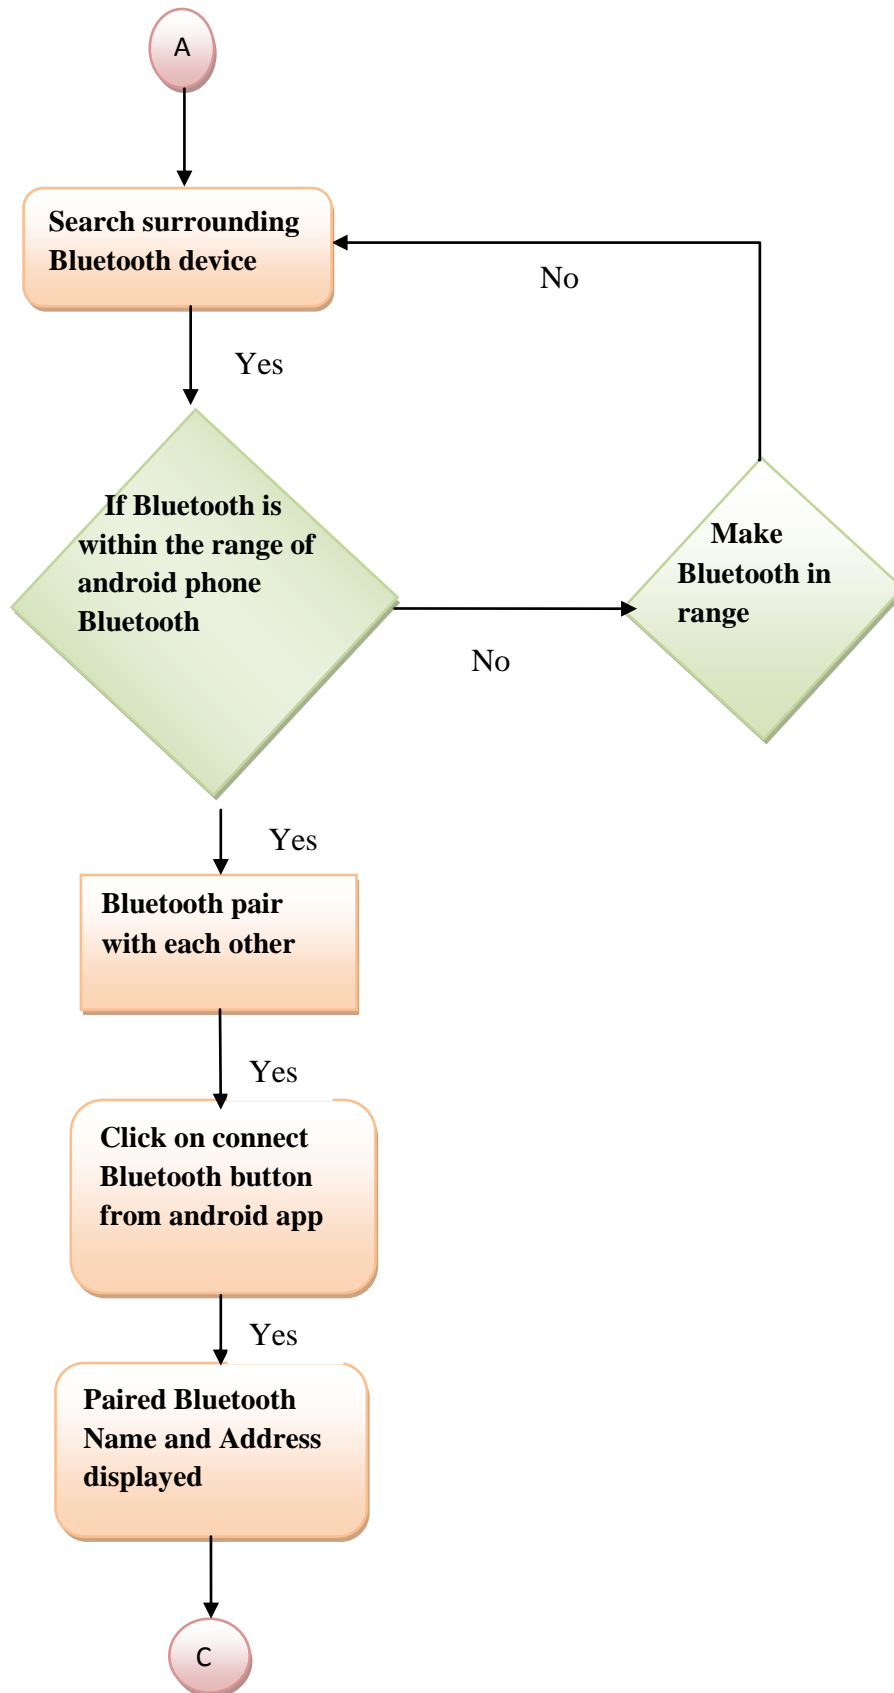 A
Search surrounding
Bluetooth device
No
Yes
If Bluetooth is
within the range of
android phone
Bluetooth
Make
Bluetooth in
range
No
Yes
Bluetooth pair
with each other
Yes
Click on connect
Bluetooth button
from android app
Yes
Paired Bluetooth
Name and Address
displayed
C